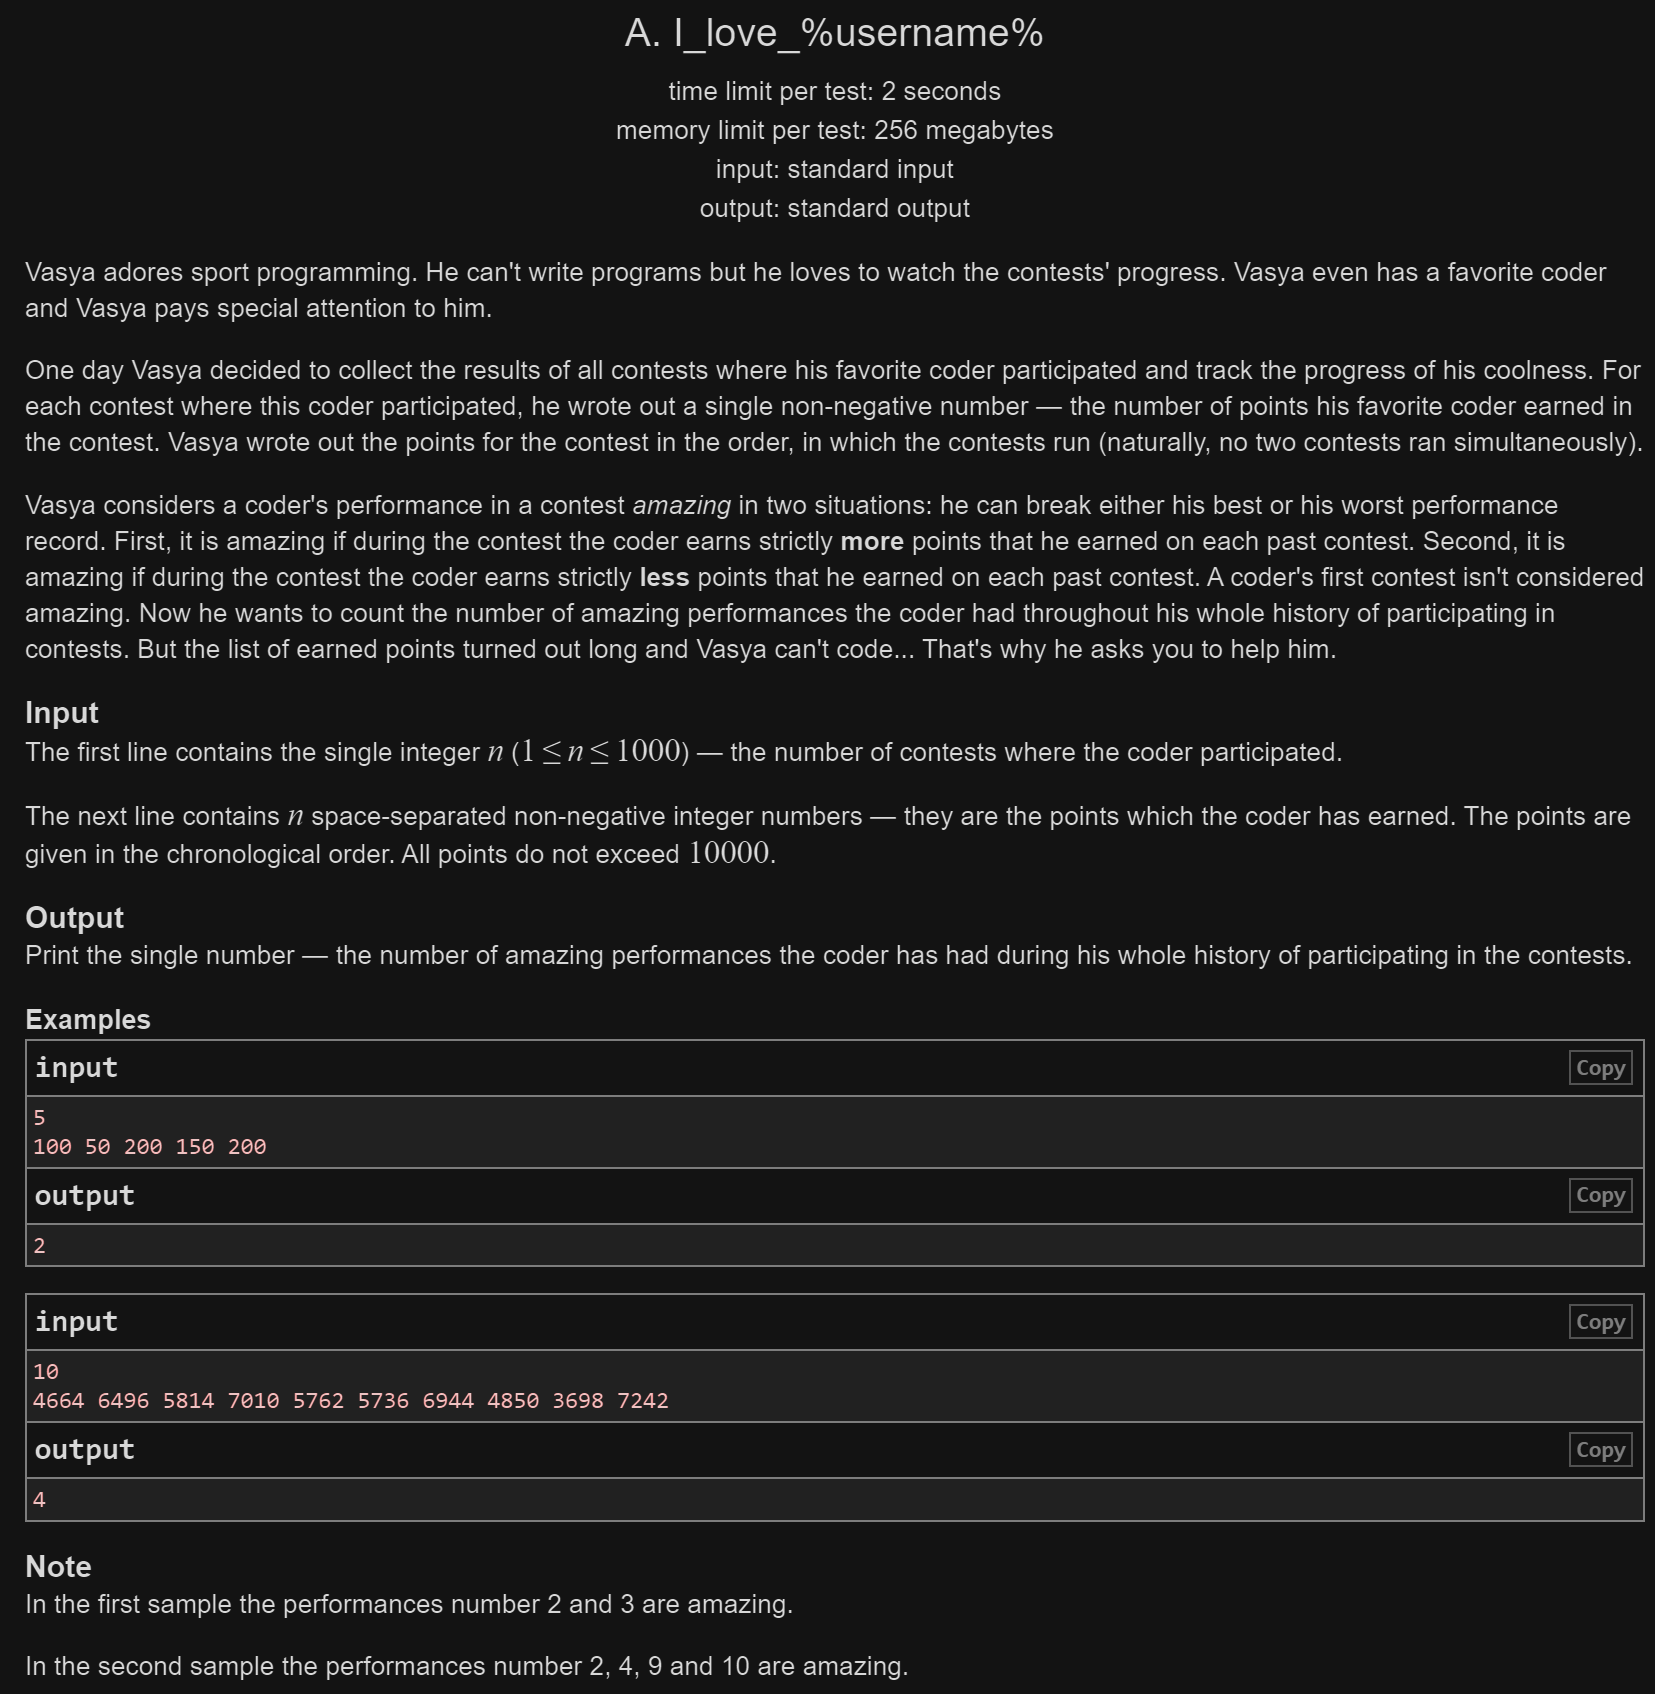 A. I_love_%username%
time limit per test: 2 seconds
memory limit per test: 256 megabytes
input: standard input
output: standard output
Vasya adores sport programming. He can't write programs but he loves to watch the contests' progress. Vasya even has a favorite coder
and Vasya pays special attention to him.
One day Vasya decided to collect the results of all contests where his favorite coder participated and track the progress of his coolness. For
each contest where this coder participated, he wrote out a single non-negative number — the number of points his favorite coder earned in
the contest. Vasya wrote out the points for the contest in the order, in which the contests run (naturally, no two contests ran simultaneously).
Vasya considers a coder's performance in a contest amazing in two situations: he can break either his best or his worst performance
record. First, it is amazing if during the contest the coder earns strictly more points that he earned on each past contest. Second, it is
amazing if during the contest the coder earns strictly less points that he earned on each past contest. A coder's first contest isn't considered
amazing. Now he wants to count the number of amazing performances the coder had throughout his whole history of participating in
contests. But the list of earned points turned out long and Vasya can't code... That's why he asks you to help him.
Input
The first line contains the single integer n (1 ≤ n ≤ 1000) — the number of contests where the coder participated.
The next line contains n space-separated non-negative integer numbers — they are the points which the coder has earned. The points are
given in the chronological order. All points do not exceed 10000.
Output
Print the single number — the number of amazing performances the coder has had during his whole history of participating in the contests.
Examples
input Copy
5
100 50 200 150 200
output Copy
2
input Copy
10
4664 6496 5814 7010 5762 5736 6944 4850 3698 7242
output Copy
4
Note
In the first sample the performances number 2 and 3 are amazing.
In the second sample the performances number 2, 4, 9 and 10 are amazing.